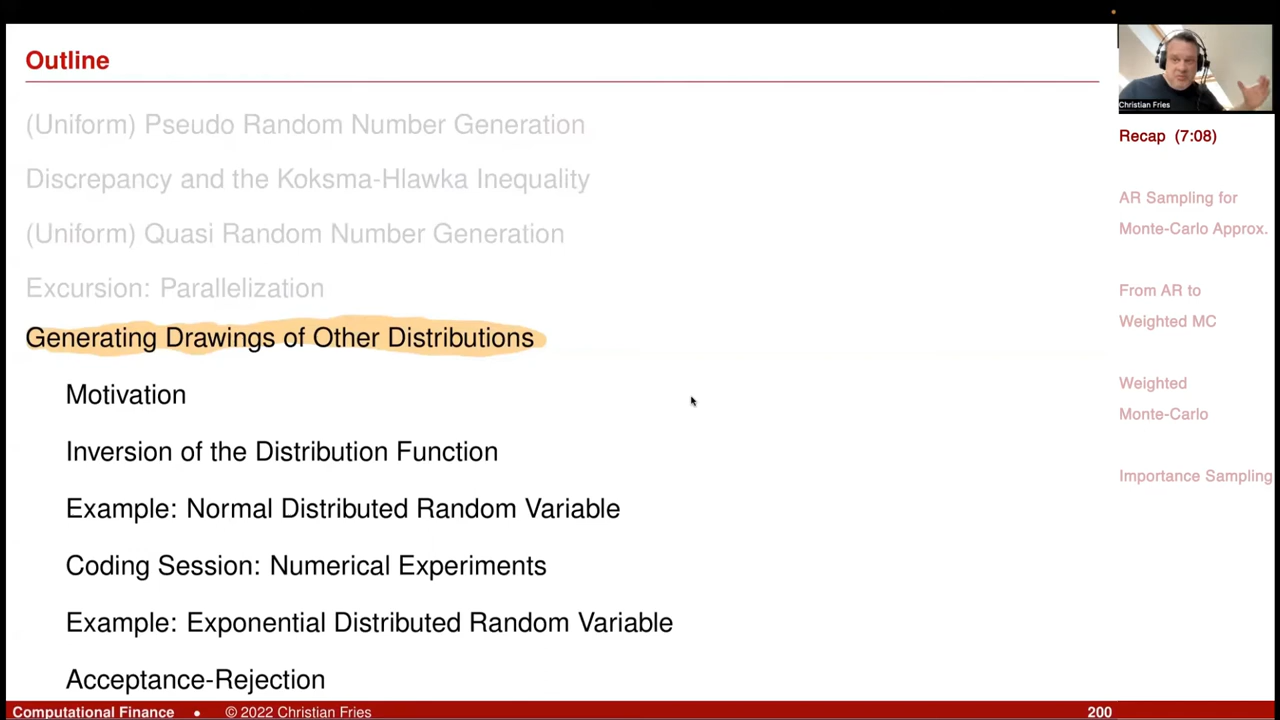 Outline
(Uniform) Pseudo Random Number Generation
Discrepancy and the Koksma-Hlawka Inequality
(Uniform) Quasi Random Number Generation
Excursion: Parallelization
Generating Drawings of Other Distributions
Motivation
Inversion of the Distribution Function
Example: Normal Distributed Random Variable
Coding Session: Numerical Experiments
Example: Exponential Distributed Random Variable
Acceptance-Rejection
Christian Fries
Recap (7:08)
AR Sampling for
Monte-Carlo Approx.
From AR to
Weighted MC
Weighted
Monte-Carlo
Importance Sampling
Computational Finance • © 2022 Christian Fries 200